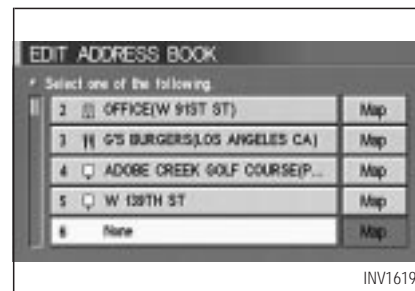 EDIT ADDRESS BOOK
Select one of the following.
2 OFFICE(W 91ST ST) Map
3 G'S BURGERS(LOS ANGELES CA) Map
4 ADOBE CREEK GOLF COURSE(P... Map
5 W 139TH ST Map
6 None Map
INV1619